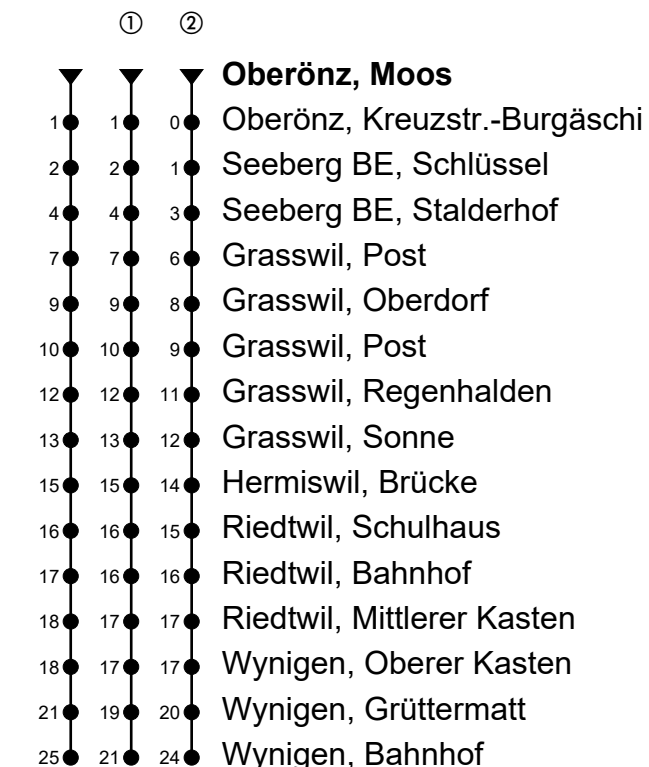 ① ②
Oberönz, Moos
1 1 0 Oberönz, Kreuzstr.-Burgäschi
2 2 1 Seeberg BE, Schlüssel
4 4 3 Seeberg BE, Stalderhof
7 7 6 Grasswil, Post
9 9 8 Grasswil, Oberdorf
10 10 9 Grasswil, Post
12 12 11 Grasswil, Regenhalden
13 13 12 Grasswil, Sonne
15 15 14 Hermiswil, Brücke
16 16 15 Riedtwil, Schulhaus
17 16 16 Riedtwil, Bahnhof
18 17 17 Riedtwil, Mittlerer Kasten
18 17 17 Wynigen, Oberer Kasten
21 19 20 Wynigen, Grüttermatt
25 21 24 Wynigen, Bahnhof